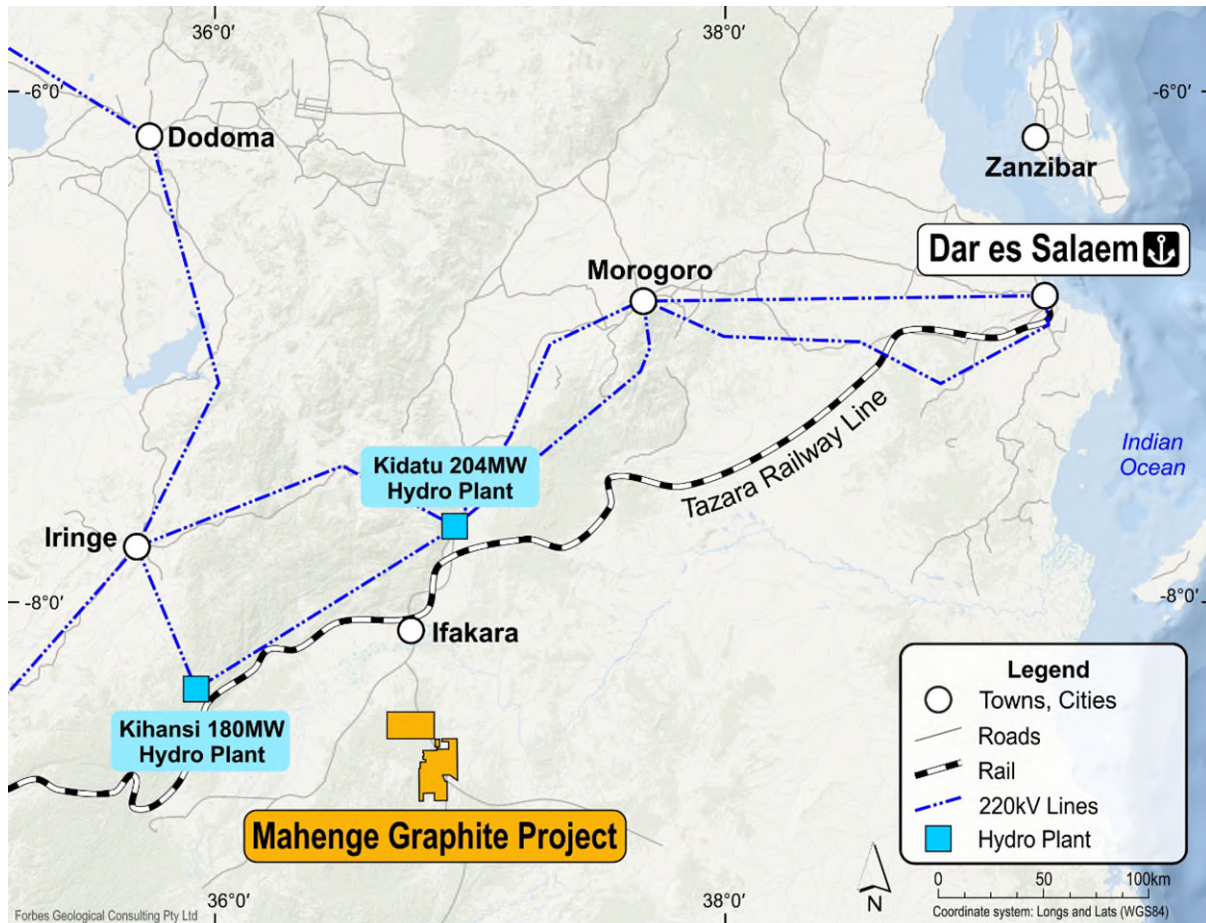 36°0′
38°0′
-6°0′
-6°0′
Dodoma
Zanzibar
Dar es Salaem
Morogoro
Kidatu 204MW
Hydro Plant
Tazara Railway Line
Indian
Ocean
Iringe
-8°0′
-8°0′
Ifakara
Kihansi 180MW
Hydro Plant
Mahenge Graphite Project
Legend
Towns, Cities
Roads
Rail
220kV Lines
Hydro Plant
N
0 50 100km
Coordinate system: Longs and Lats (WGS84)
36°0′
38°0′
Forbes Geological Consulting Pty Ltd